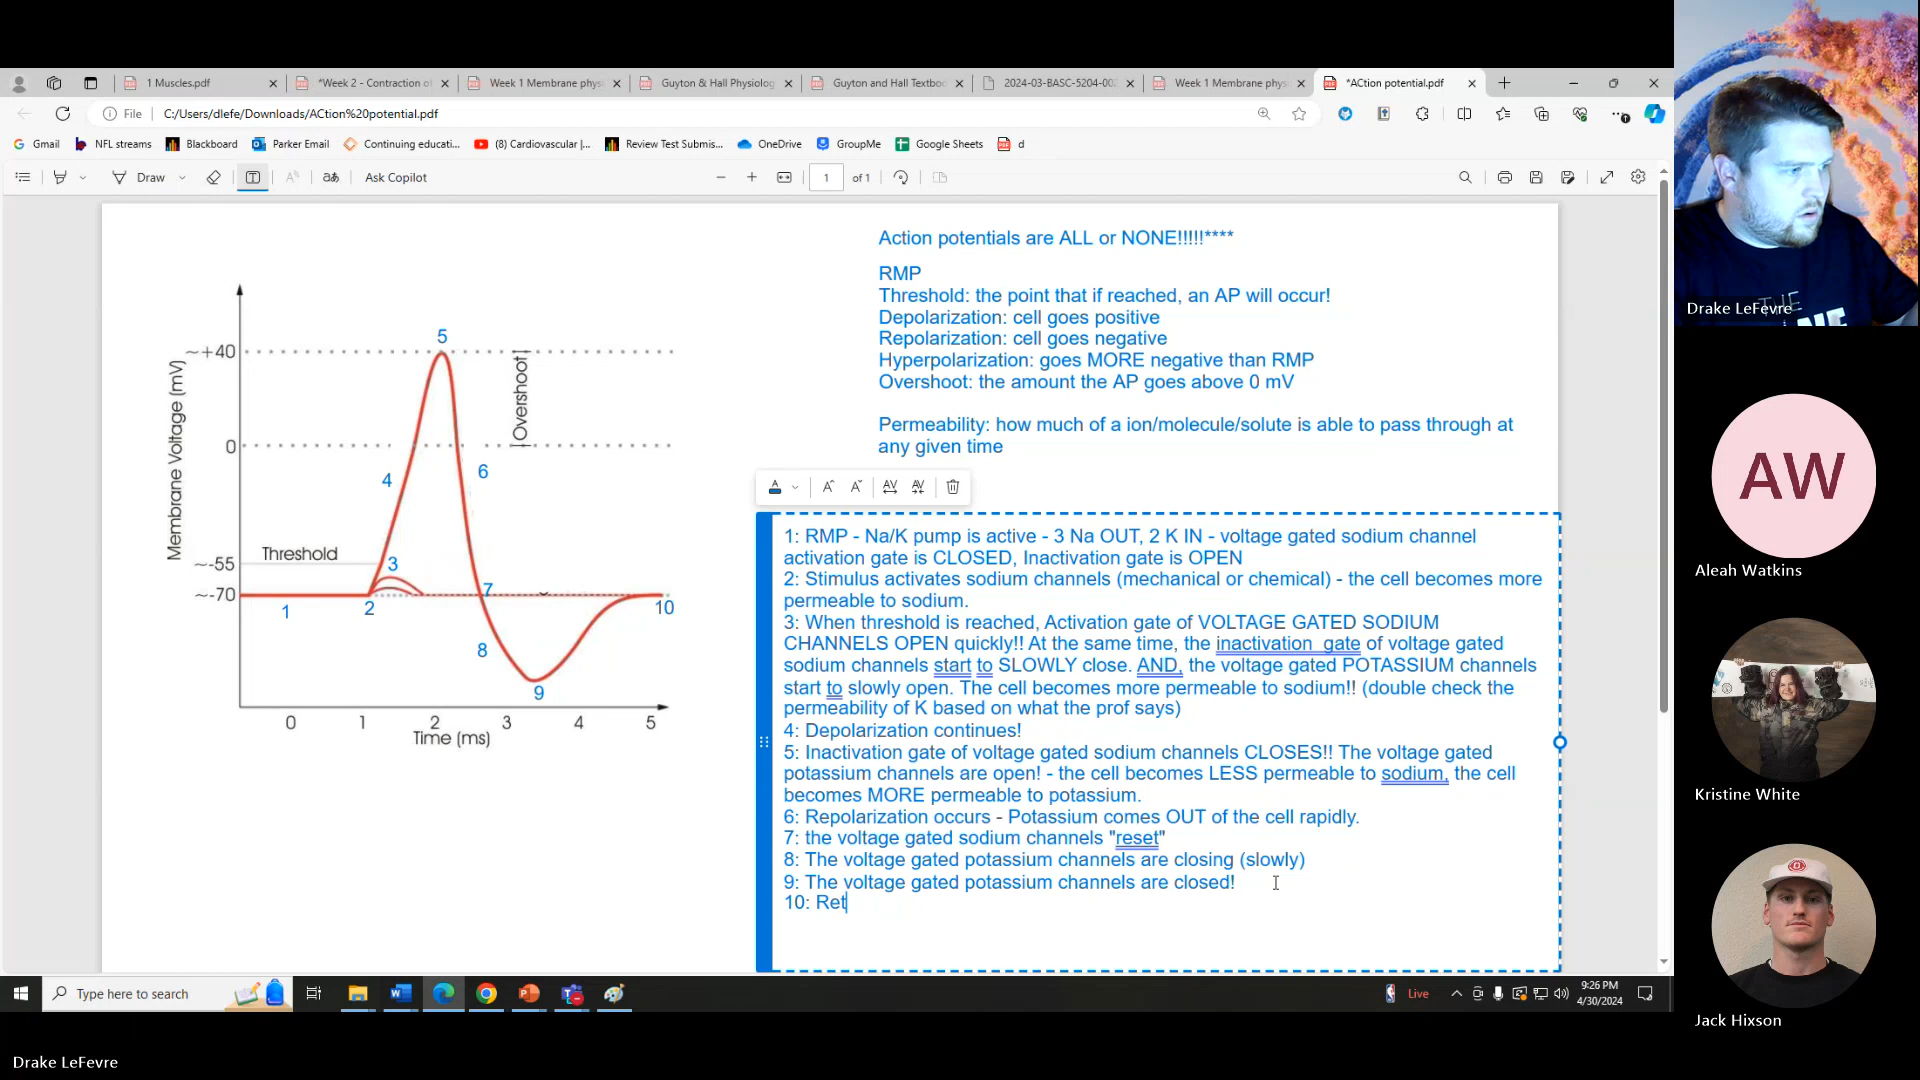 1 Muscles.pdf
*Week 2 - Contraction of
Week 1 Membrane phys
Guyton & Hall Physiolog
Guyton and Hall Textboo
2024-03-BASC-5204-00
Week 1 Membrane phys
*ACtion potential.pdf
File
C:/Users/dlefe/Downloads/ACtion%20potential.pdf
Gmail
NFL streams
Blackboard
Parker Email
Continuing educati...
(8) Cardiovascular |...
Review Test Submis...
OneDrive
GroupMe
Google Sheets
d
Draw
Ask Copilot
1 of 1
Action potentials are ALL or NONE!!!!!****
RMP
Threshold: the point that if reached, an AP will occur!
Depolarization: cell goes positive
Repolarization: cell goes negative
Hyperpolarization: goes MORE negative than RMP
Overshoot: the amount the AP goes above 0 mV
Permeability: how much of a ion/molecule/solute is able to pass through at
any given time
Membrane Voltage (mV)
~+40
0
~-55
~-70
Threshold
Overshoot
1
2
3
4
5
6
7
8
9
10
0 1 2 3 4 5
Time (ms)
1: RMP - Na/K pump is active - 3 Na OUT, 2 K IN - voltage gated sodium channel
activation gate is CLOSED, Inactivation gate is OPEN
2: Stimulus activates sodium channels (mechanical or chemical) - the cell becomes more
permeable to sodium.
3: When threshold is reached, Activation gate of VOLTAGE GATED SODIUM
CHANNELS OPEN quickly!! At the same time, the inactivation gate of voltage gated
sodium channels start to SLOWLY close. AND, the voltage gated POTASSIUM channels
start to slowly open. The cell becomes more permeable to sodium!! (double check the
permeability of K based on what the prof says)
4: Depolarization continues!
5: Inactivation gate of voltage gated sodium channels CLOSES!! The voltage gated
potassium channels are open! - the cell becomes LESS permeable to sodium, the cell
becomes MORE permeable to potassium.
6: Repolarization occurs - Potassium comes OUT of the cell rapidly.
7: the voltage gated sodium channels "reset"
8: The voltage gated potassium channels are closing (slowly)
9: The voltage gated potassium channels are closed!
10: Ret
Type here to search
Live
9:26 PM
4/30/2024
Drake LeFevre
THE
AW
Aleah Watkins
Kristine White
Jack Hixson
Drake LeFevre